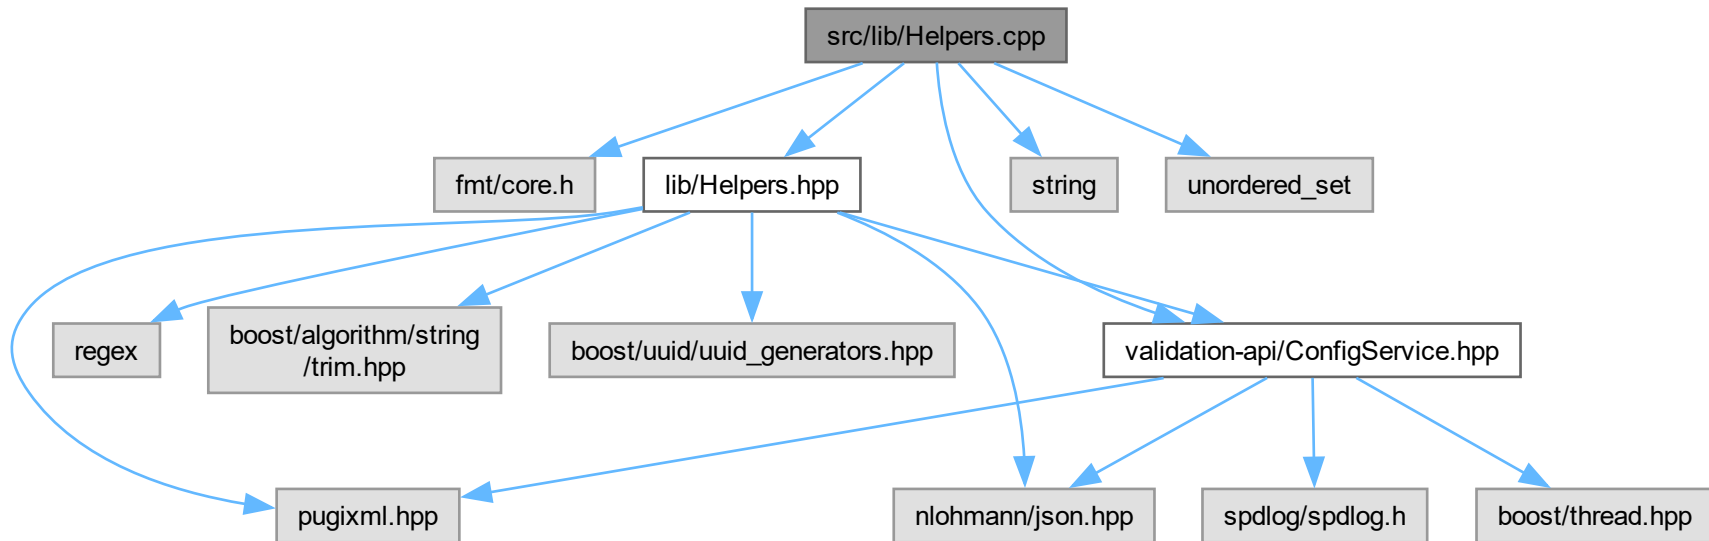 src/lib/Helpers.cpp
fmt/core.h
lib/Helpers.hpp
string
unordered_set
regex
boost/algorithm/string
/trim.hpp
boost/uuid/uuid_generators.hpp
validation-api/ConfigService.hpp
pugixml.hpp
nlohmann/json.hpp
spdlog/spdlog.h
boost/thread.hpp